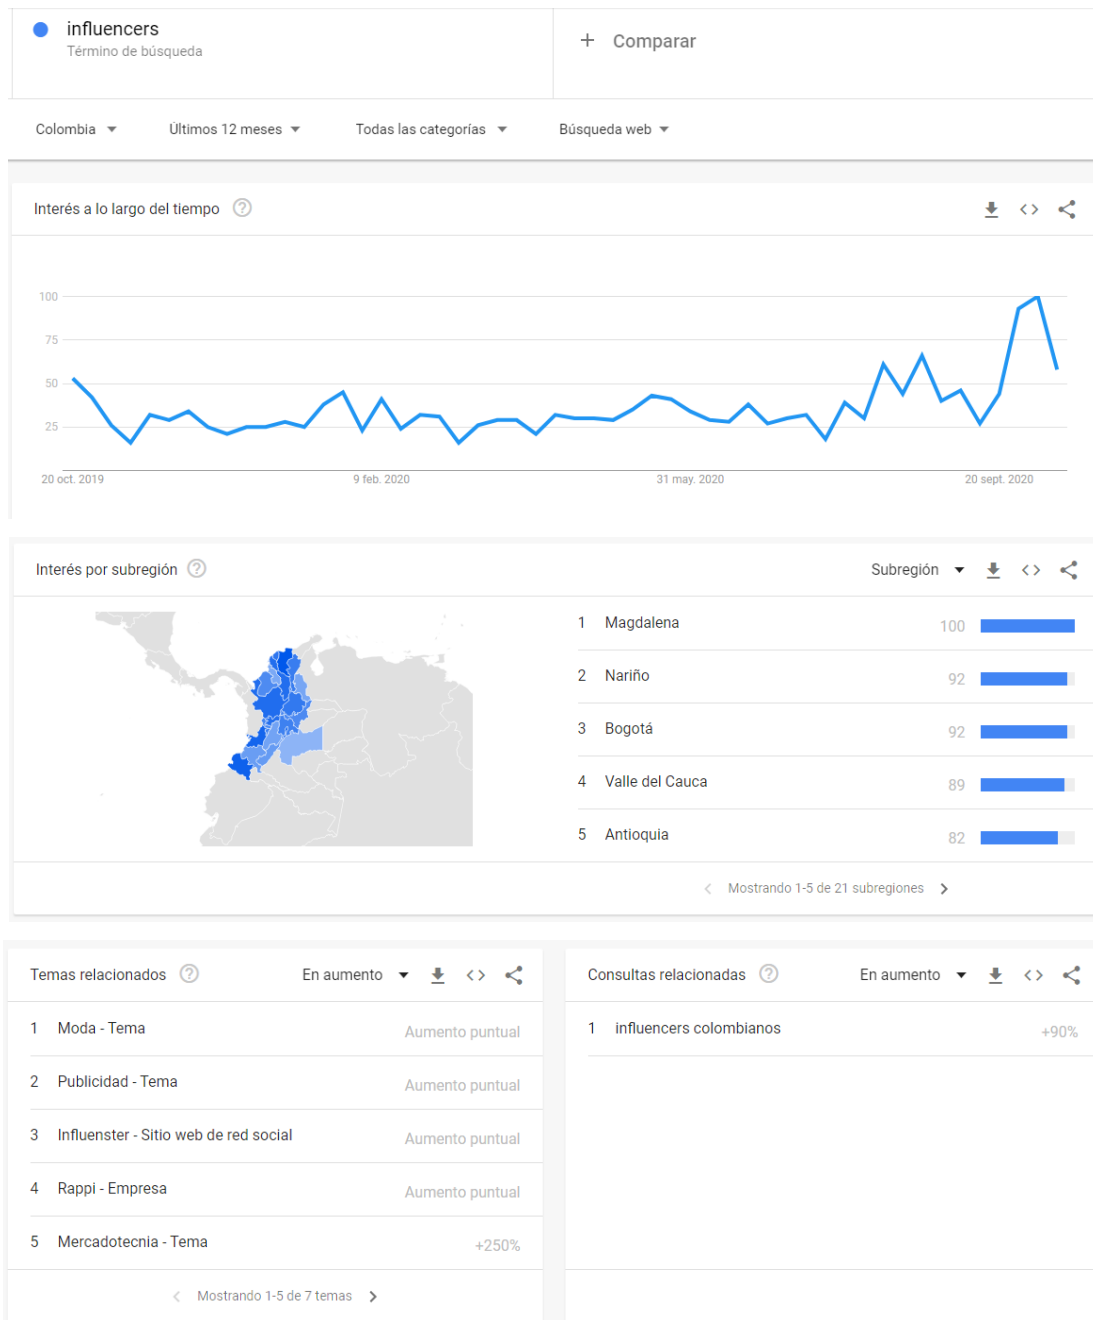 influencers
Término de búsqueda
+ Comparar
Colombia
Últimos 12 meses
Todas las categorías
Búsqueda web
Interés a lo largo del tiempo
100
75
50
25
20 oct. 2019
9 feb. 2020
31 may. 2020
20 sept. 2020
Interés por subregión
Subregión
1 Magdalena 100
2 Nariño 92
3 Bogotá 92
4 Valle del Cauca 89
5 Antioquia 82
Mostrando 1-5 de 21 subregiones
Temas relacionados
En aumento
1 Moda - Tema Aumento puntual
2 Publicidad - Tema Aumento puntual
3 Influenster - Sitio web de red social Aumento puntual
4 Rappi - Empresa Aumento puntual
5 Mercadotecnia - Tema +250%
Mostrando 1-5 de 7 temas
Consultas relacionadas
En aumento
1 influencers colombianos +90%